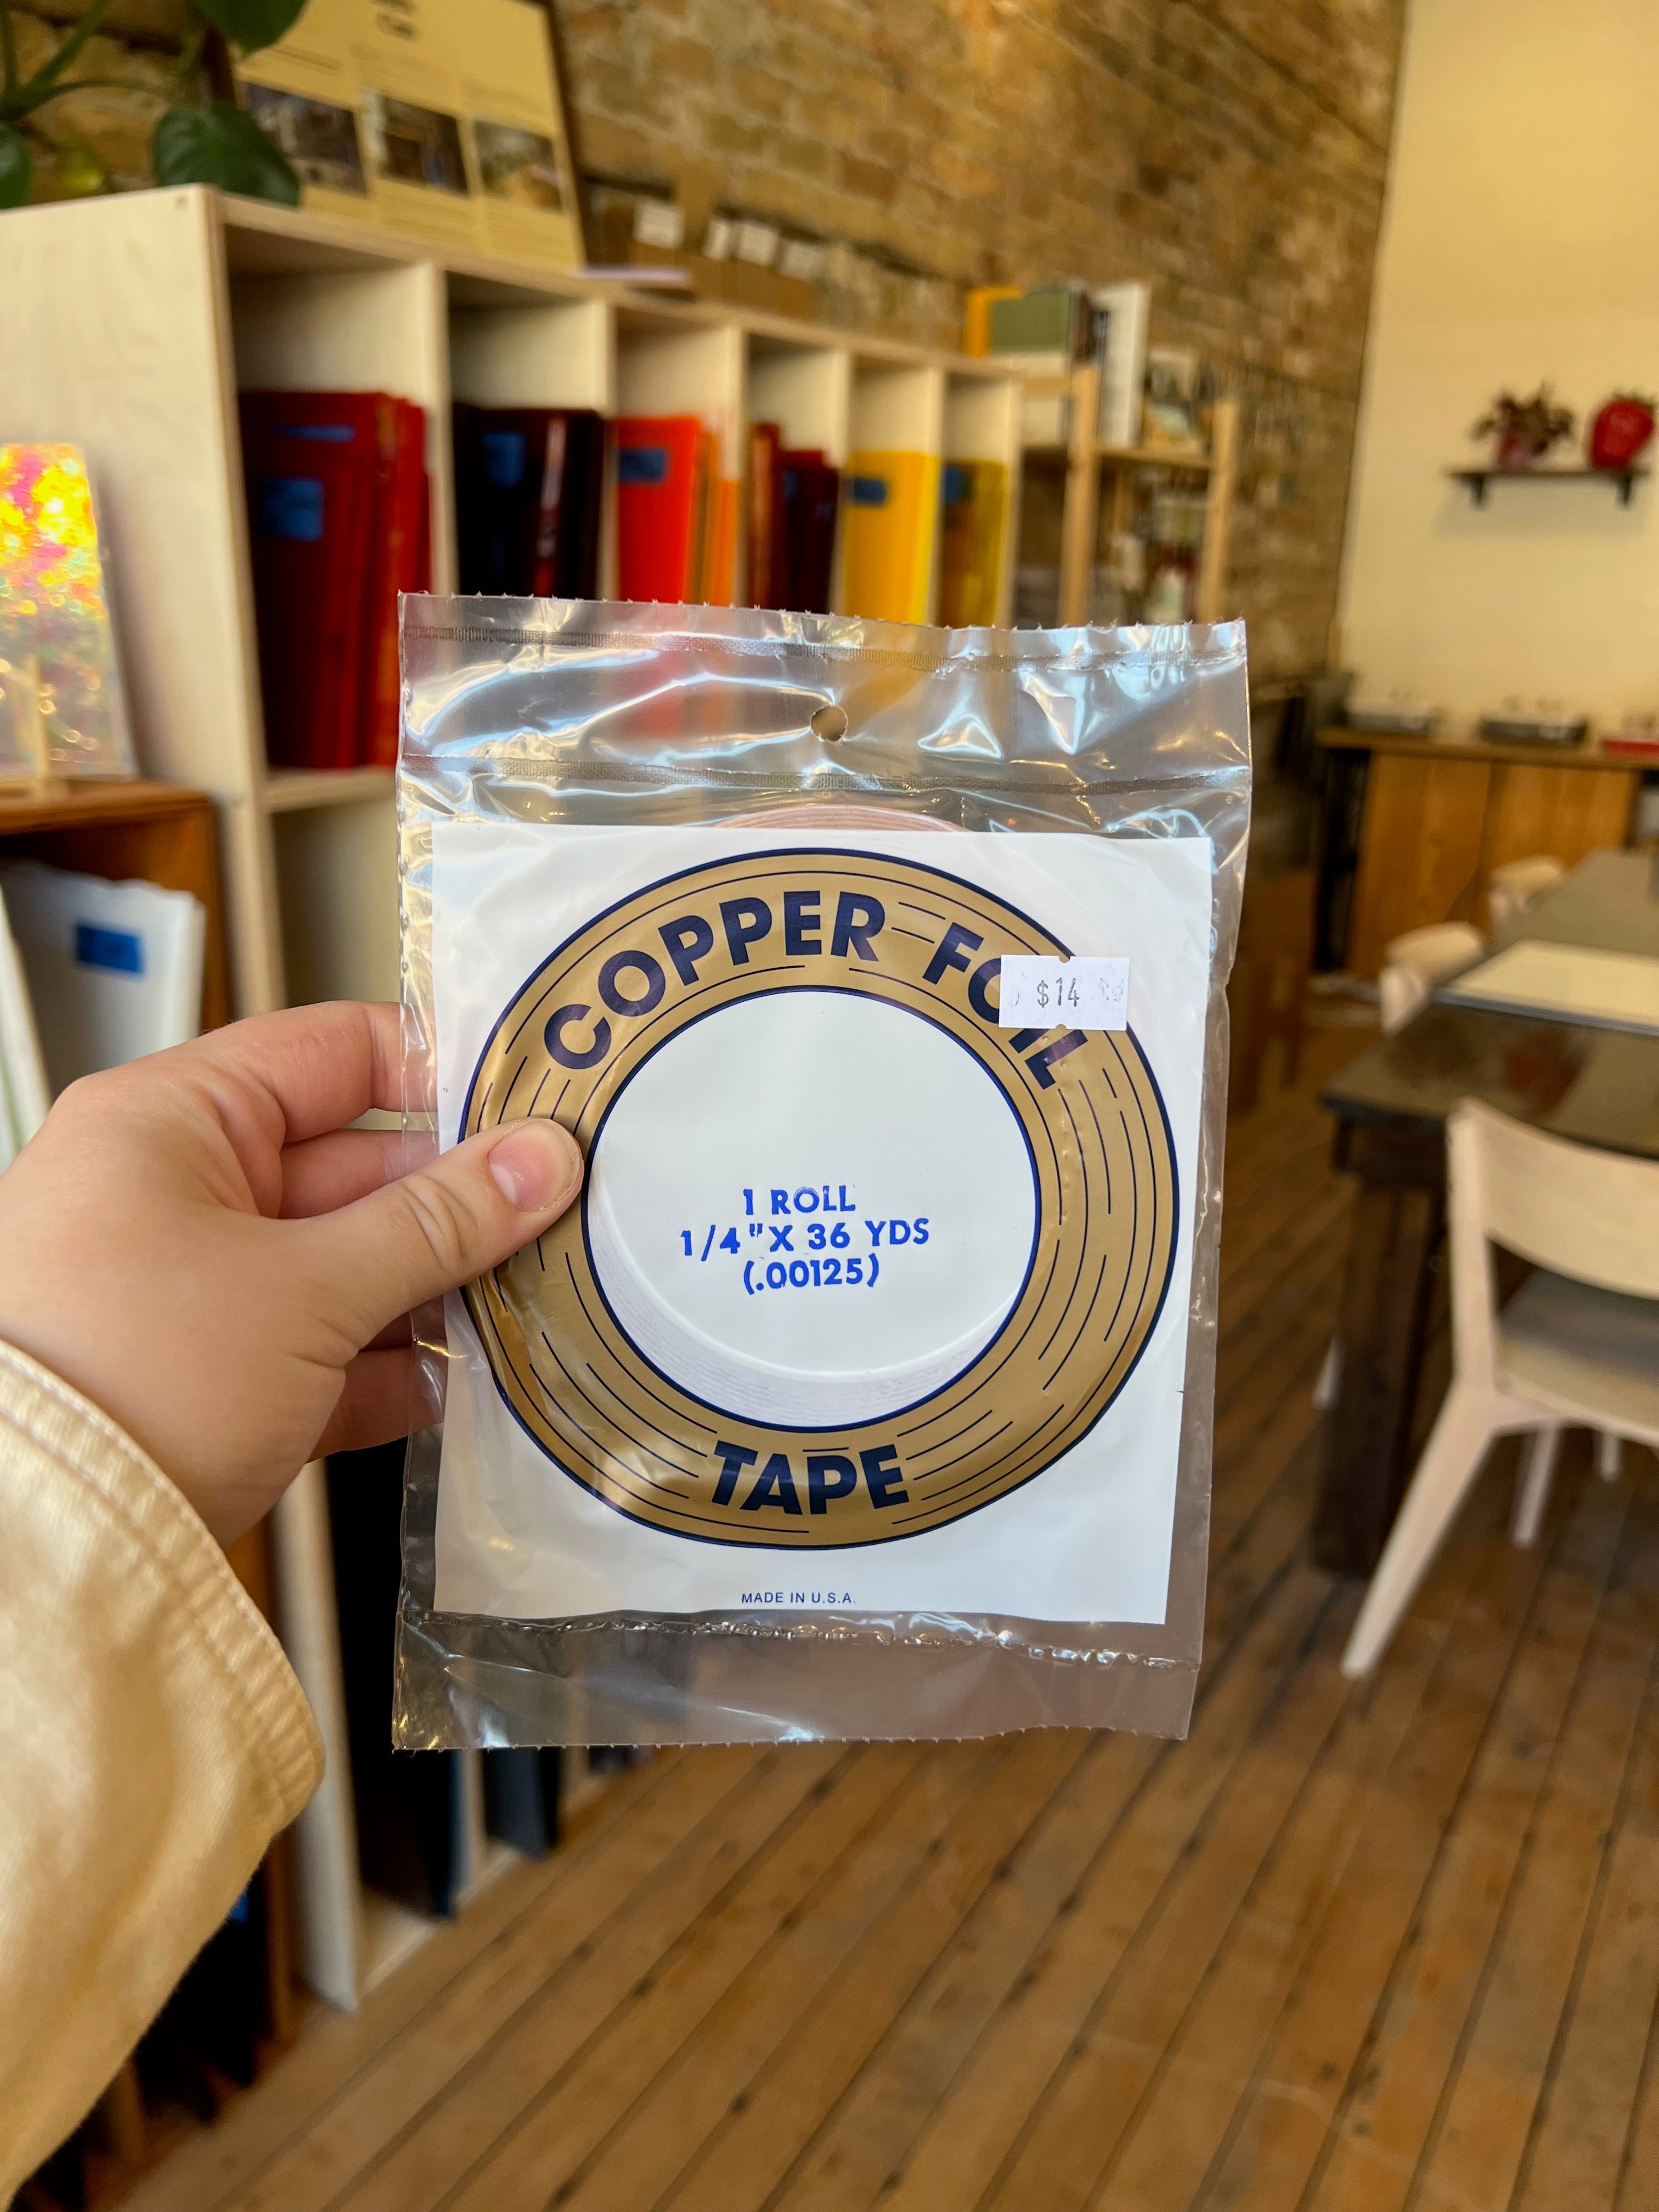 COPPER FOIL
$14
1 ROLL
1/4" X 36 YDS
(.00125)
TAPE
MADE IN U.S.A.